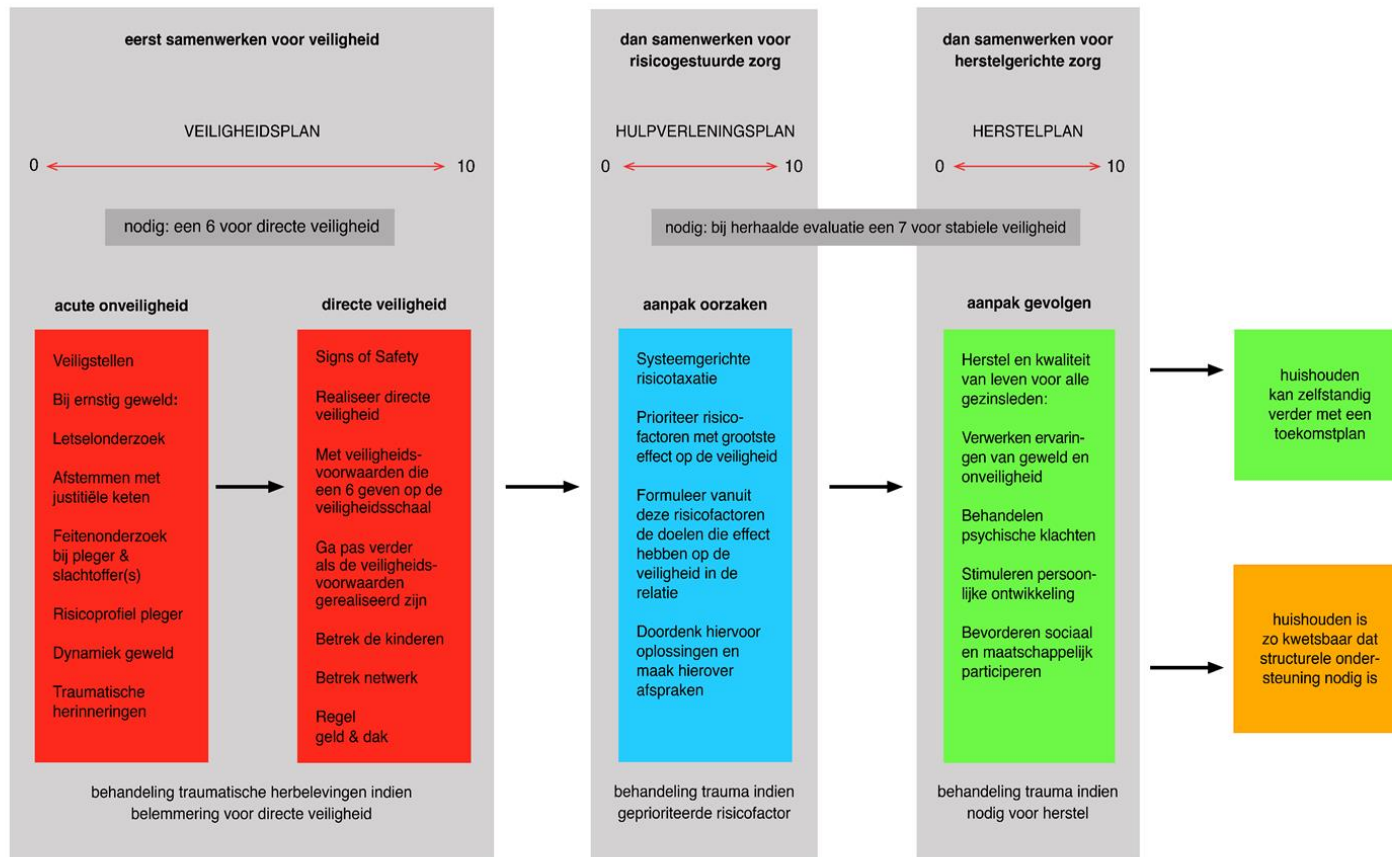 eerst samenwerken voor veiligheid
VEILIGHEIDSPLAN
0
10
nodig: een 6 voor directe veiligheid
acute onveiligheid
Veiligstellen
Bij ernstig geweld:
Letselonderzoek
Afstemmen met
justitiële keten
Feitenonderzoek
bij pleger &
slachtoffer(s)
Risicoprofiel pleger
Dynamiek geweld
Traumatische
herinneringen
directe veiligheid
Signs of Safety
Realiseer directe
veiligheid
Met veiligheids-
voorwaarden die
een 6 geven op de
veiligheidsschaal
Ga pas verder
als de veiligheids-
voorwaarden
gerealiseerd zijn
Betrek de kinderen
Betrek netwerk
Regel
geld & dak
behandeling traumatische herbelevingen indien
belemmering voor directe veiligheid
dan samenwerken voor
risicogestuurde zorg
HULPVERLENINGSPLAN
0
10
nodig: bij herhaalde evaluatie een 7 voor stabiele veiligheid
aanpak oorzaken
Systeemgerichte
risicotaxatie
Prioriteer risico-
factoren met grootste
effect op de veiligheid
Formuleer vanuit
deze risicofactoren
de doelen die effect
hebben op de
veiligheid in de
relatie
Doordenk hiervoor
oplossingen en
maak hierover
afspraken
behandeling trauma indien
geprioriteerde risicofactor
dan samenwerken voor
herstelgerichte zorg
HERSTELPLAN
0
10
aanpak gevolgen
Herstel en kwaliteit
van leven voor alle
gezinsleden:
Verwerken ervaringen
van geweld en
onveiligheid
Behandelen
psychische klachten
Stimuleren persoon-
lijke ontwikkeling
Bevorderen sociaal
en maatschappelijk
participeren
behandeling trauma indien
nodig voor herstel
huishouden
kan zelfstandig
verder met een
toekomstplan
huishouden is
zo kwetsbaar dat
structurele onder-
steuning nodig is